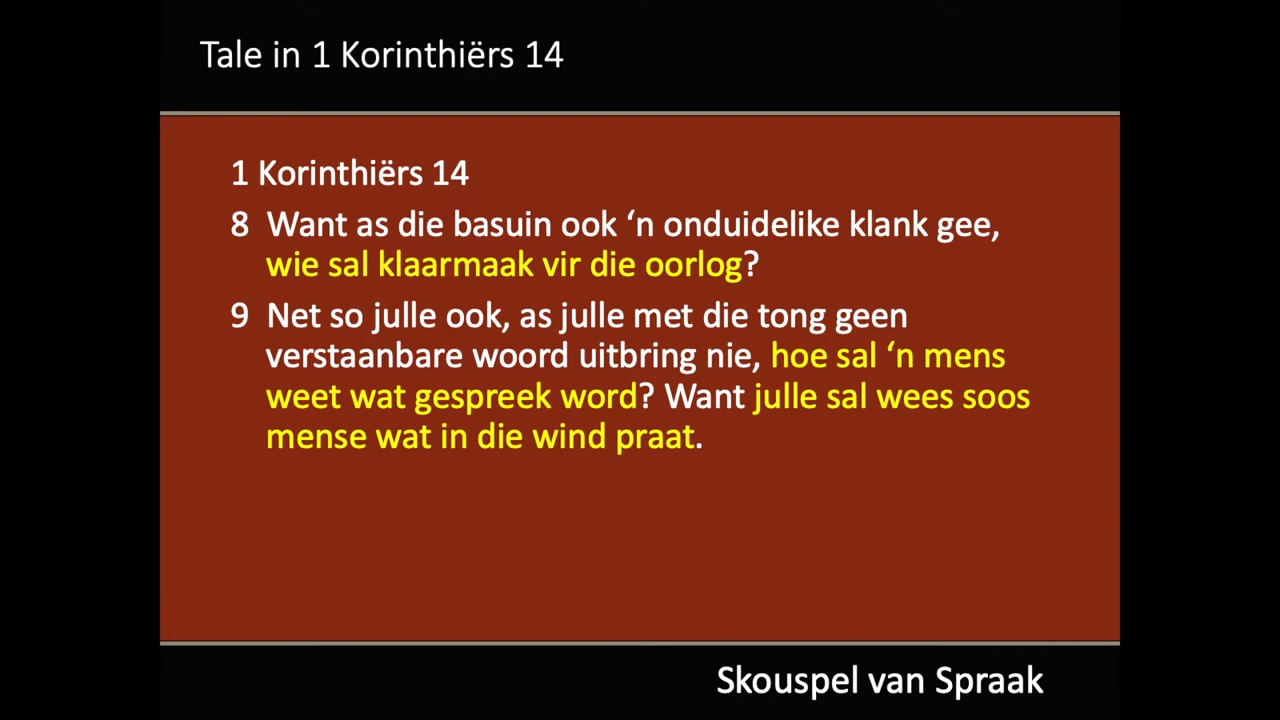 Tale in 1 Korinthiërs 14
1 Korinthiërs 14
8 Want as die basuin ook ‘n onduidelike klank gee,
wie sal klaarmaak vir die oorlog?
9 Net so julle ook, as julle met die tong geen
verstaanbare woord uitbring nie, hoe sal ‘n mens
weet wat gespreek word? Want julle sal wees soos
mense wat in die wind praat.
Skouspel van Spraak